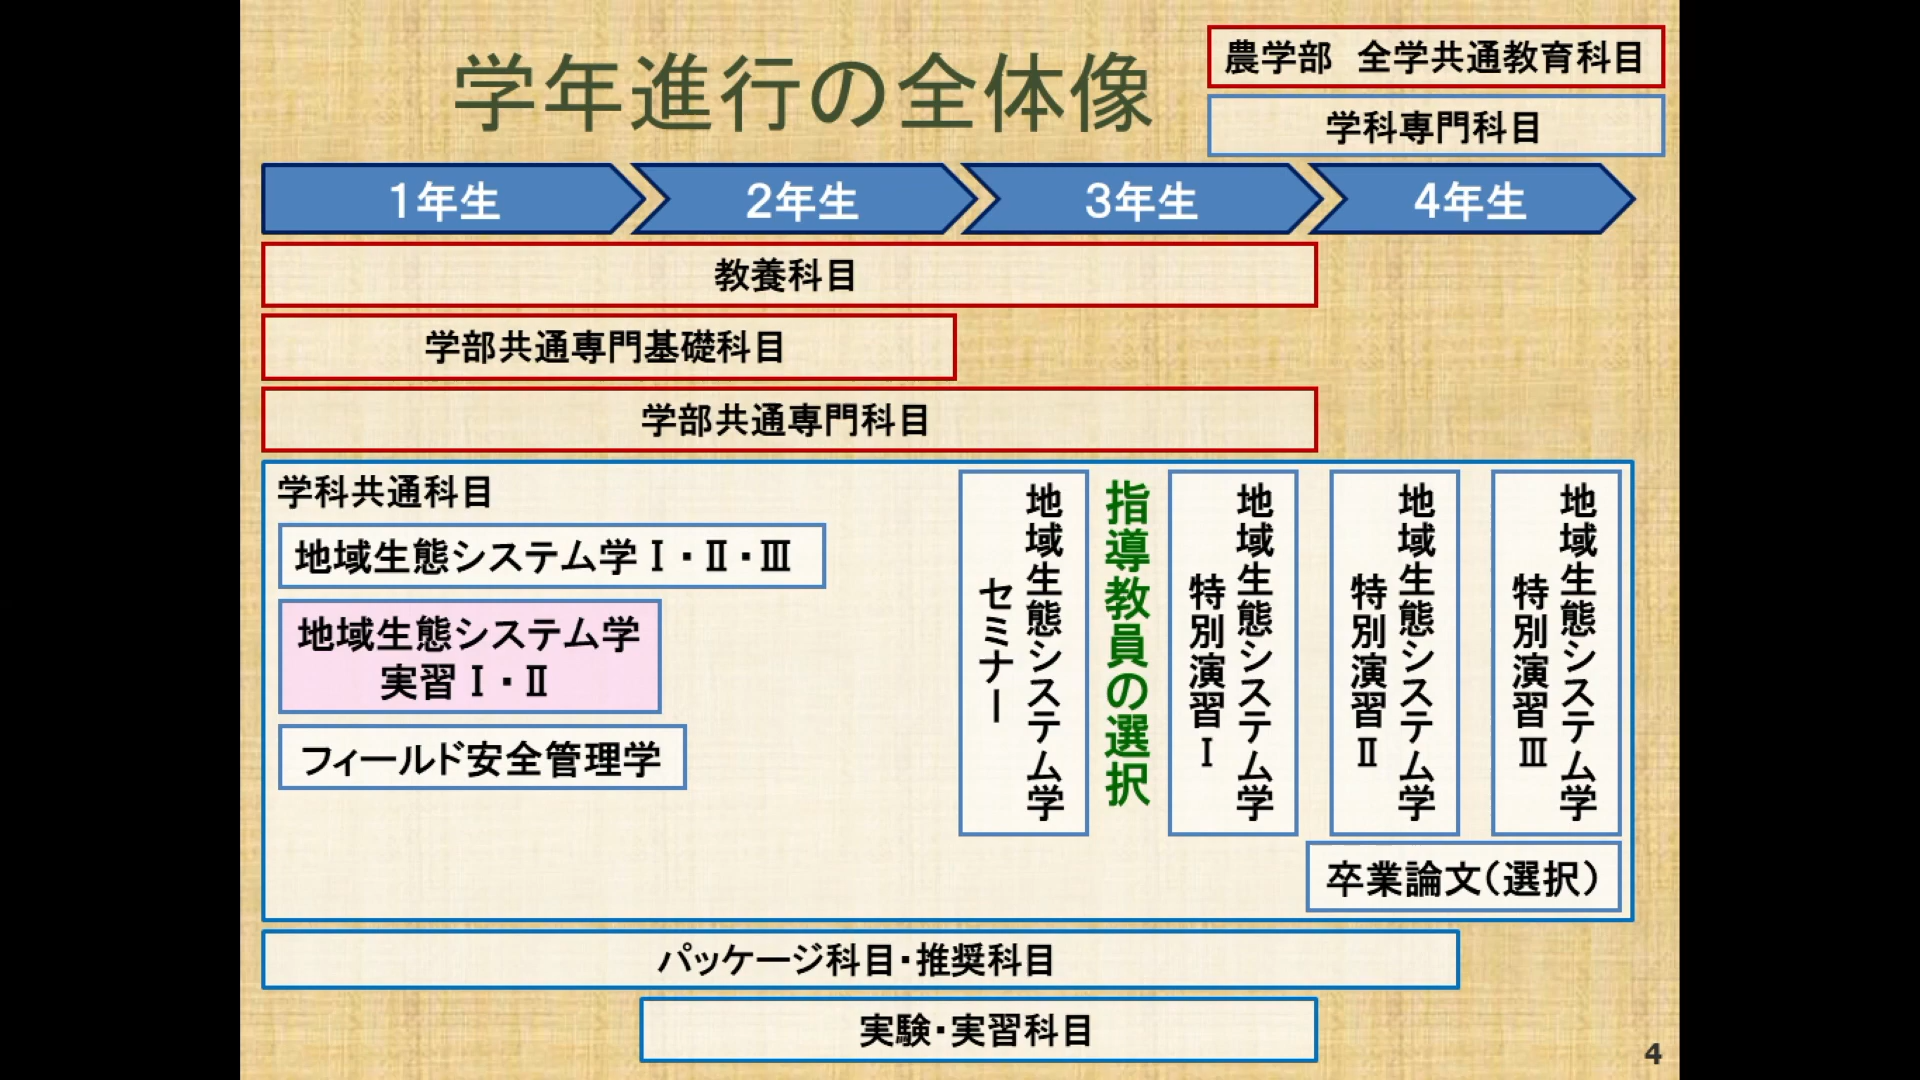 学年進行の全体像
農学部　全学共通教育科目
学科専門科目
1年生
2年生
3年生
4年生
教養科目
学部共通専門基礎科目
学部共通専門科目
学科共通科目
地域生態システム学Ⅰ・Ⅱ・Ⅲ
地域生態システム学
実習Ⅰ・Ⅱ
フィールド安全管理学
地域生態システム学
セミナー
指導教員の選択
地域生態システム学
特別演習Ⅰ
地域生態システム学
特別演習Ⅱ
地域生態システム学
特別演習Ⅲ
卒業論文(選択)
パッケージ科目・推奨科目
実験・実習科目
4